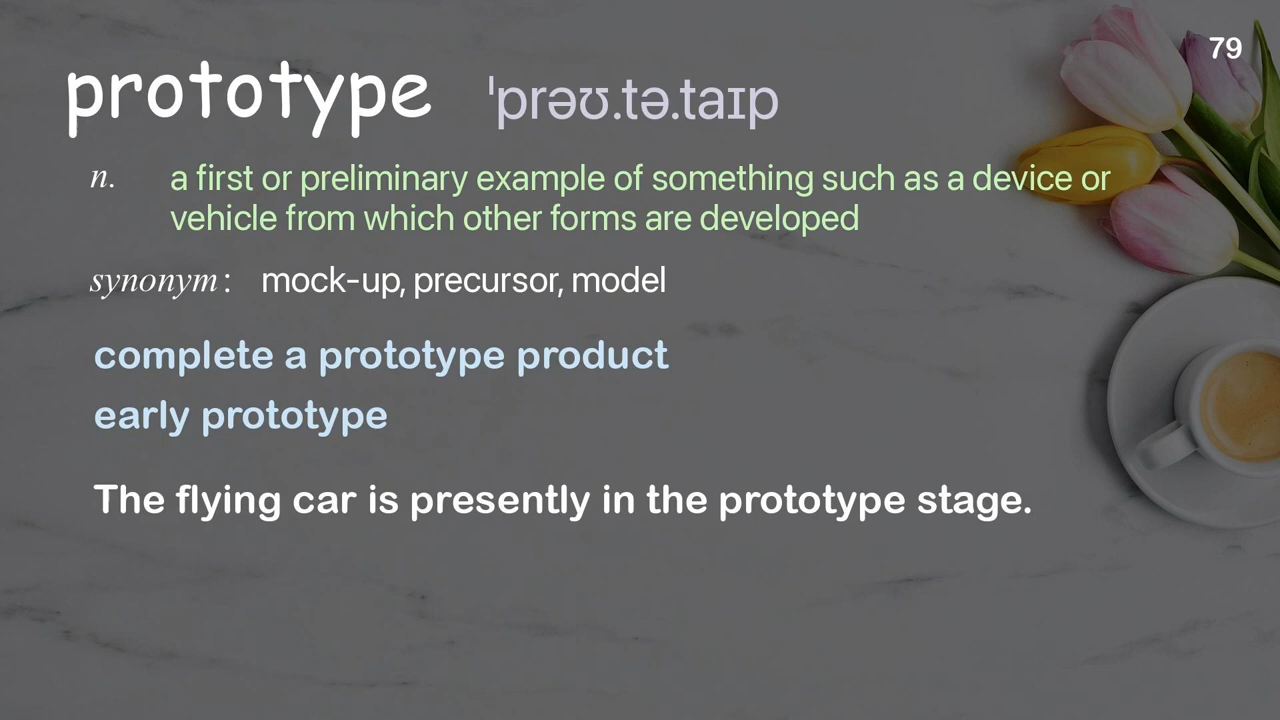 79
prototype ˈprəʊ.tə.taɪp
n. a first or preliminary example of something such as a device or
vehicle from which other forms are developed
synonym: mock-up, precursor, model
complete a prototype product
early prototype
The flying car is presently in the prototype stage.